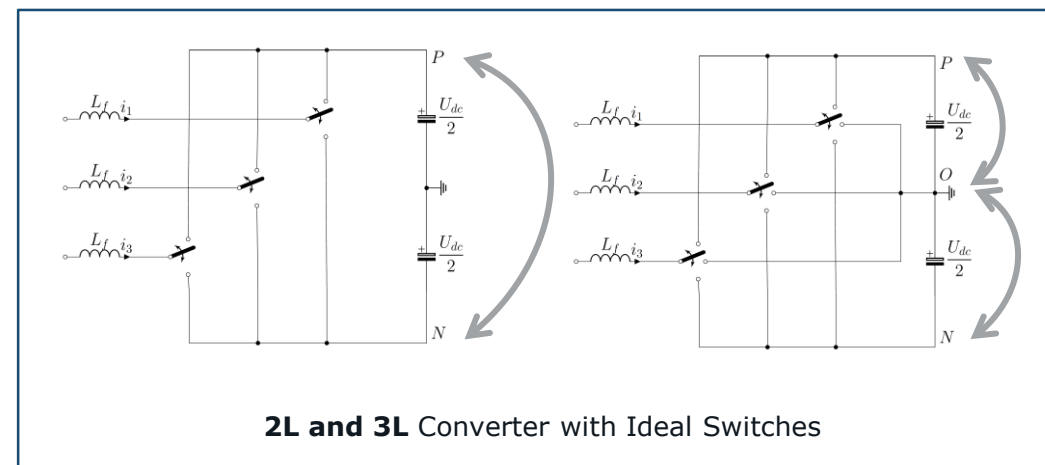 P
L_f i_1
U_dc
2
L_f i_2
L_f i_3
U_dc
2
N
P
L_f i_1
U_dc
2
L_f i_2
O
L_f i_3
U_dc
2
N
2L and 3L Converter with Ideal Switches